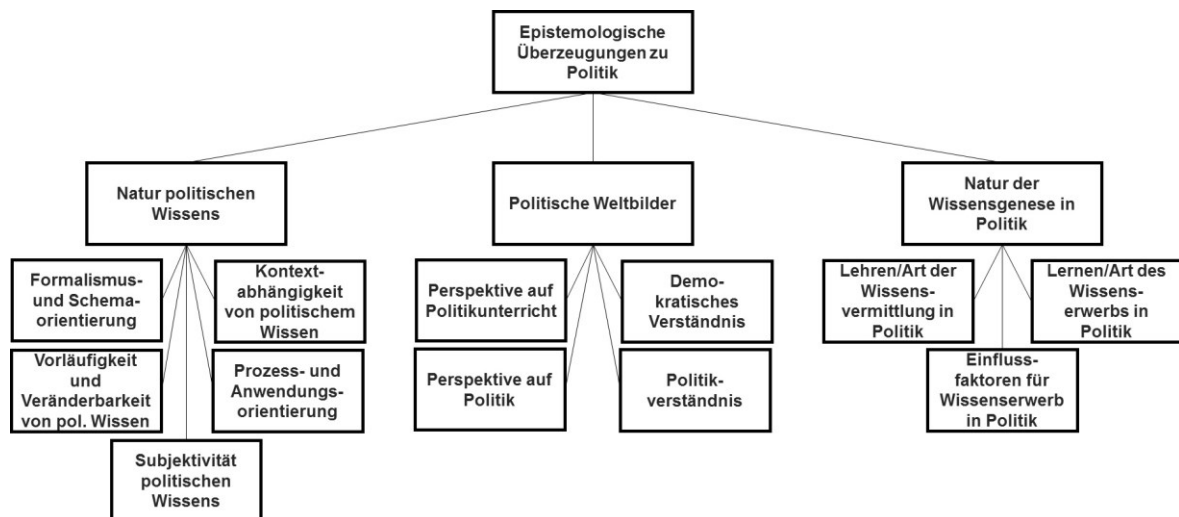 Epistemologische
Überzeugungen zu
Politik
Natur politischen
Wissens
Politische Weltbilder
Natur der
Wissensgenese in
Politik
Formalismus-
und Schema-
orientierung
Kontext-
abhängigkeit
von politischem
Wissen
Vorläufigkeit
und
Veränderbarkeit
von pol. Wissen
Prozess- und
Anwendungs-
orientierung
Subjektivität
politischen
Wissens
Perspektive auf
Politikunterricht
Demo-
kratisches
Verständnis
Perspektive auf
Politik
Politik-
verständnis
Lehren/Art der
Wissens-
vermittlung in
Politik
Lernen/Art des
Wissens-
erwerbs in
Politik
Einfluss-
faktoren für
Wissenserwerb
in Politik